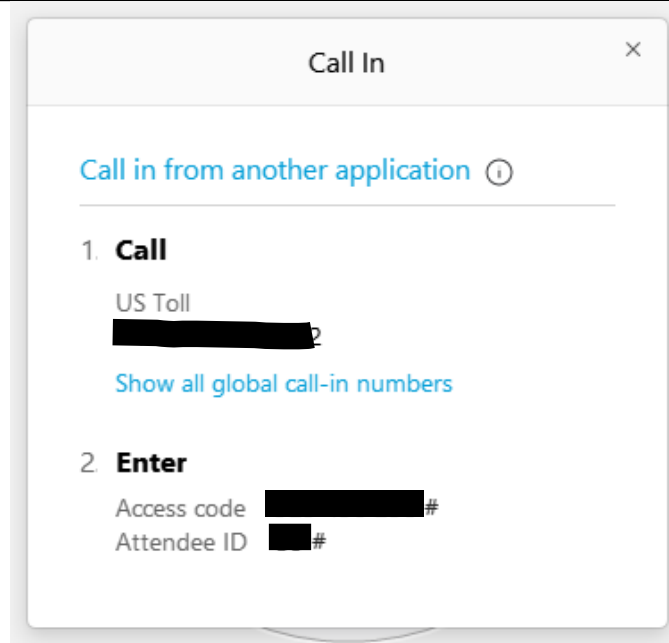 Call In
Call in from another application
1. Call
US Toll
2
Show all global call-in numbers
2. Enter
Access code #
Attendee ID #